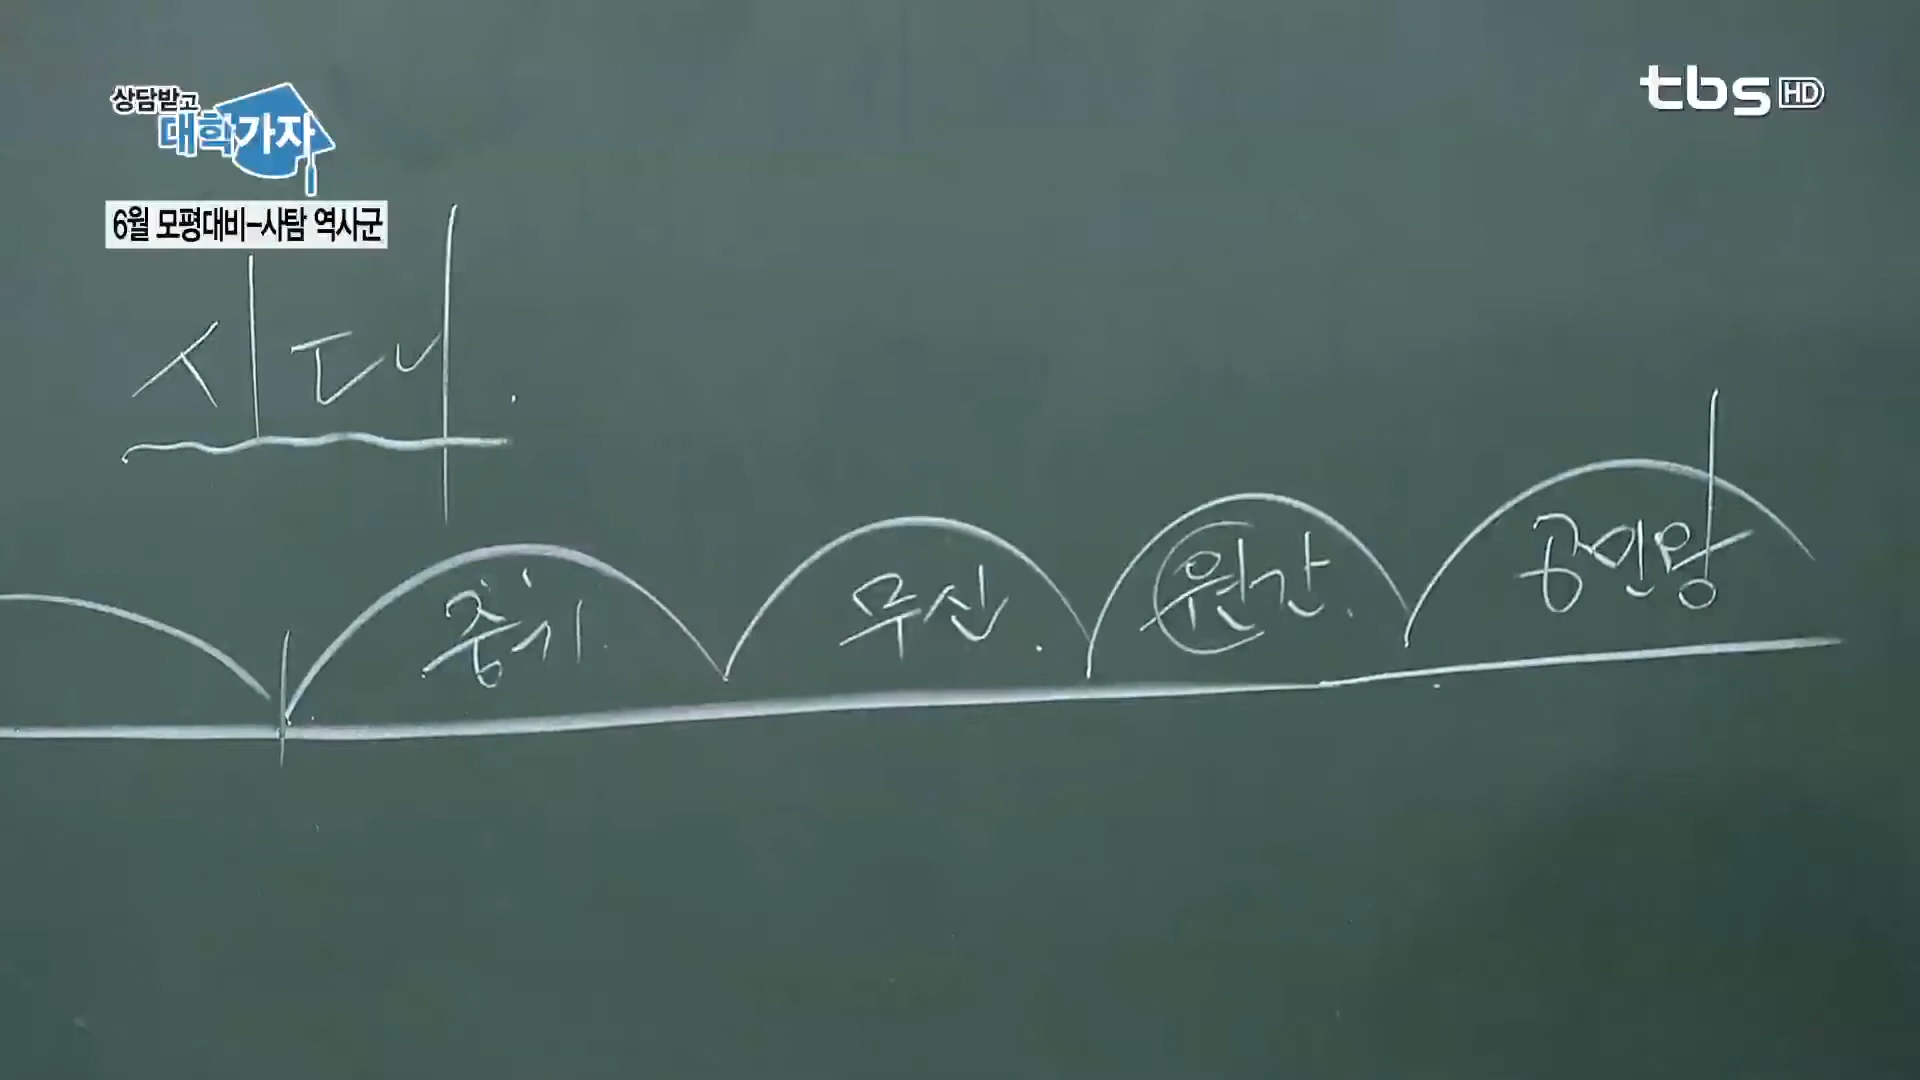 상담받고
대학가자
tbs HD
6월 모평대비-사탐 역사군
시대.
중기. 무신. 원간. 공민왕